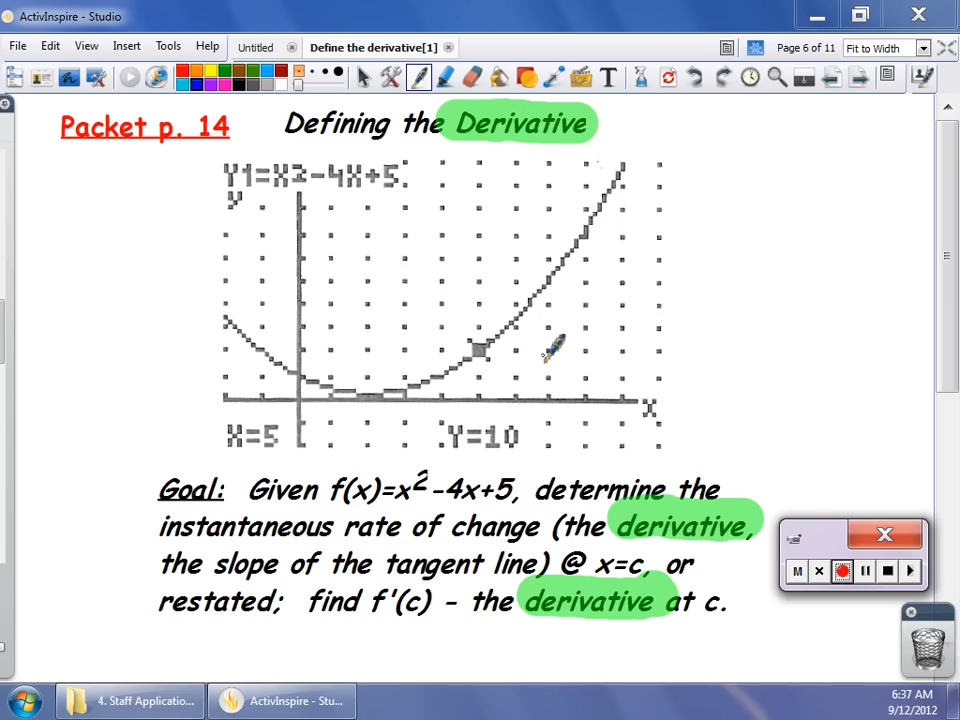 ActivInspire - Studio
File Edit View Insert Tools Help Untitled Define the derivative[1] Page 6 of 11 Fit to Width
Packet p. 14 Defining the Derivative
Y1=X2-4X+5
y
x
X=5 Y=10
Goal: Given f(x)=x²-4x+5, determine the
instantaneous rate of change (the derivative,
the slope of the tangent line) @ x=c, or
restated; find f'(c) - the derivative at c.
M
4. Staff Applicatio... ActivInspire - Stu...
6:37 AM
9/12/2012